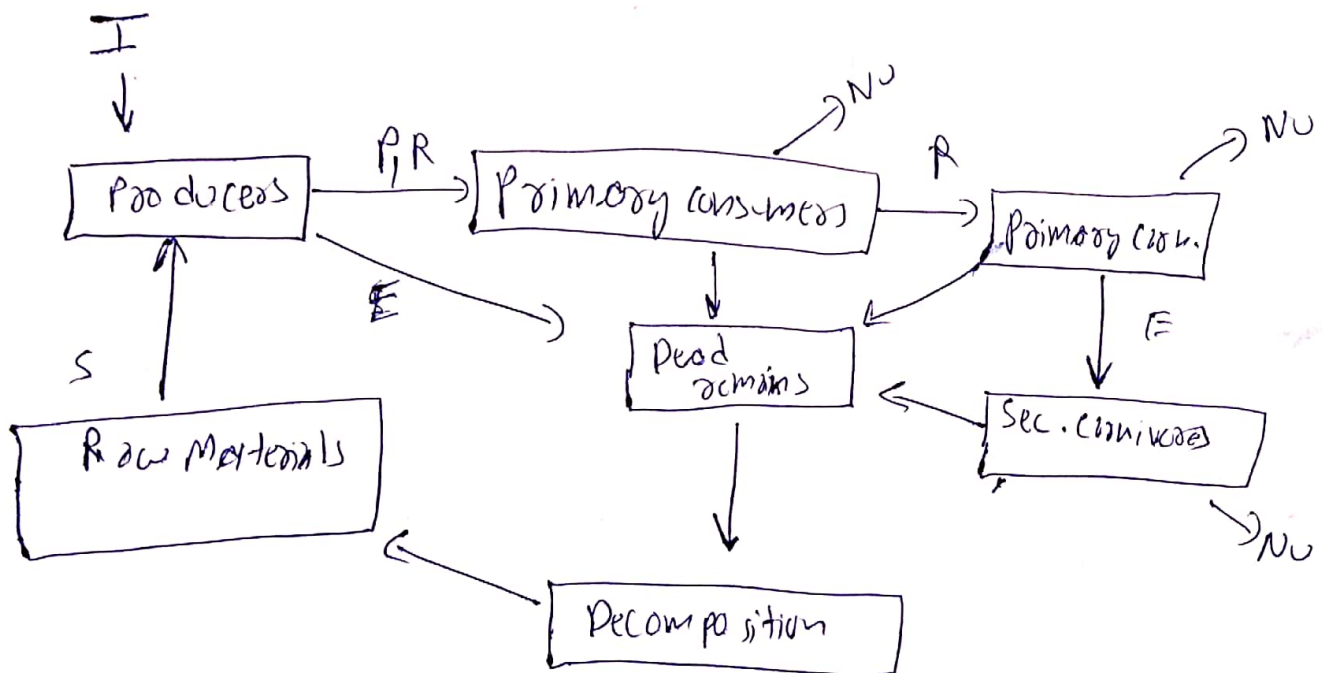 I
NU
NU
P, R
R
Producers
Primary consumers
Primary carn.
E
E
Dead
remains
S
Sec. carnivores
Raw Materials
NU
Decomposition